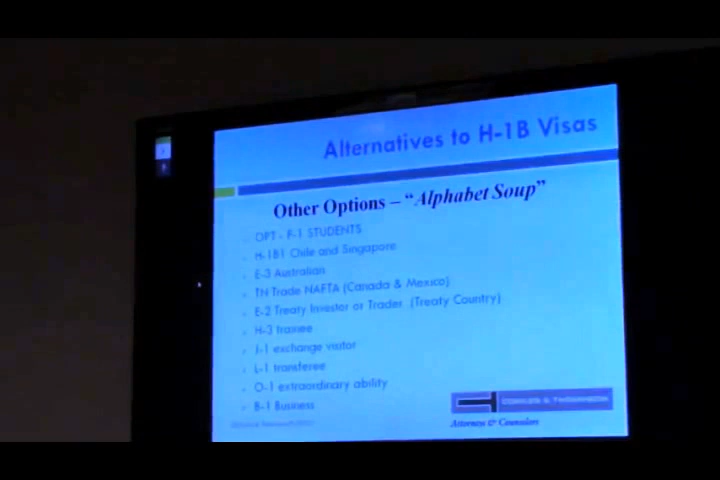 Alternatives to H-1B Visas
Other Options – “Alphabet Soup”
OPT - F-1 STUDENTS
H-1B1 Chile and Singapore
E-3 Australian
TN Trade NAFTA (Canada & Mexico)
E-2 Treaty Investor or Trader (Treaty Country)
H-3 trainee
J-1 exchange visitor
L-1 transferee
O-1 extraordinary ability
B-1 Business
Attorneys & Counselors